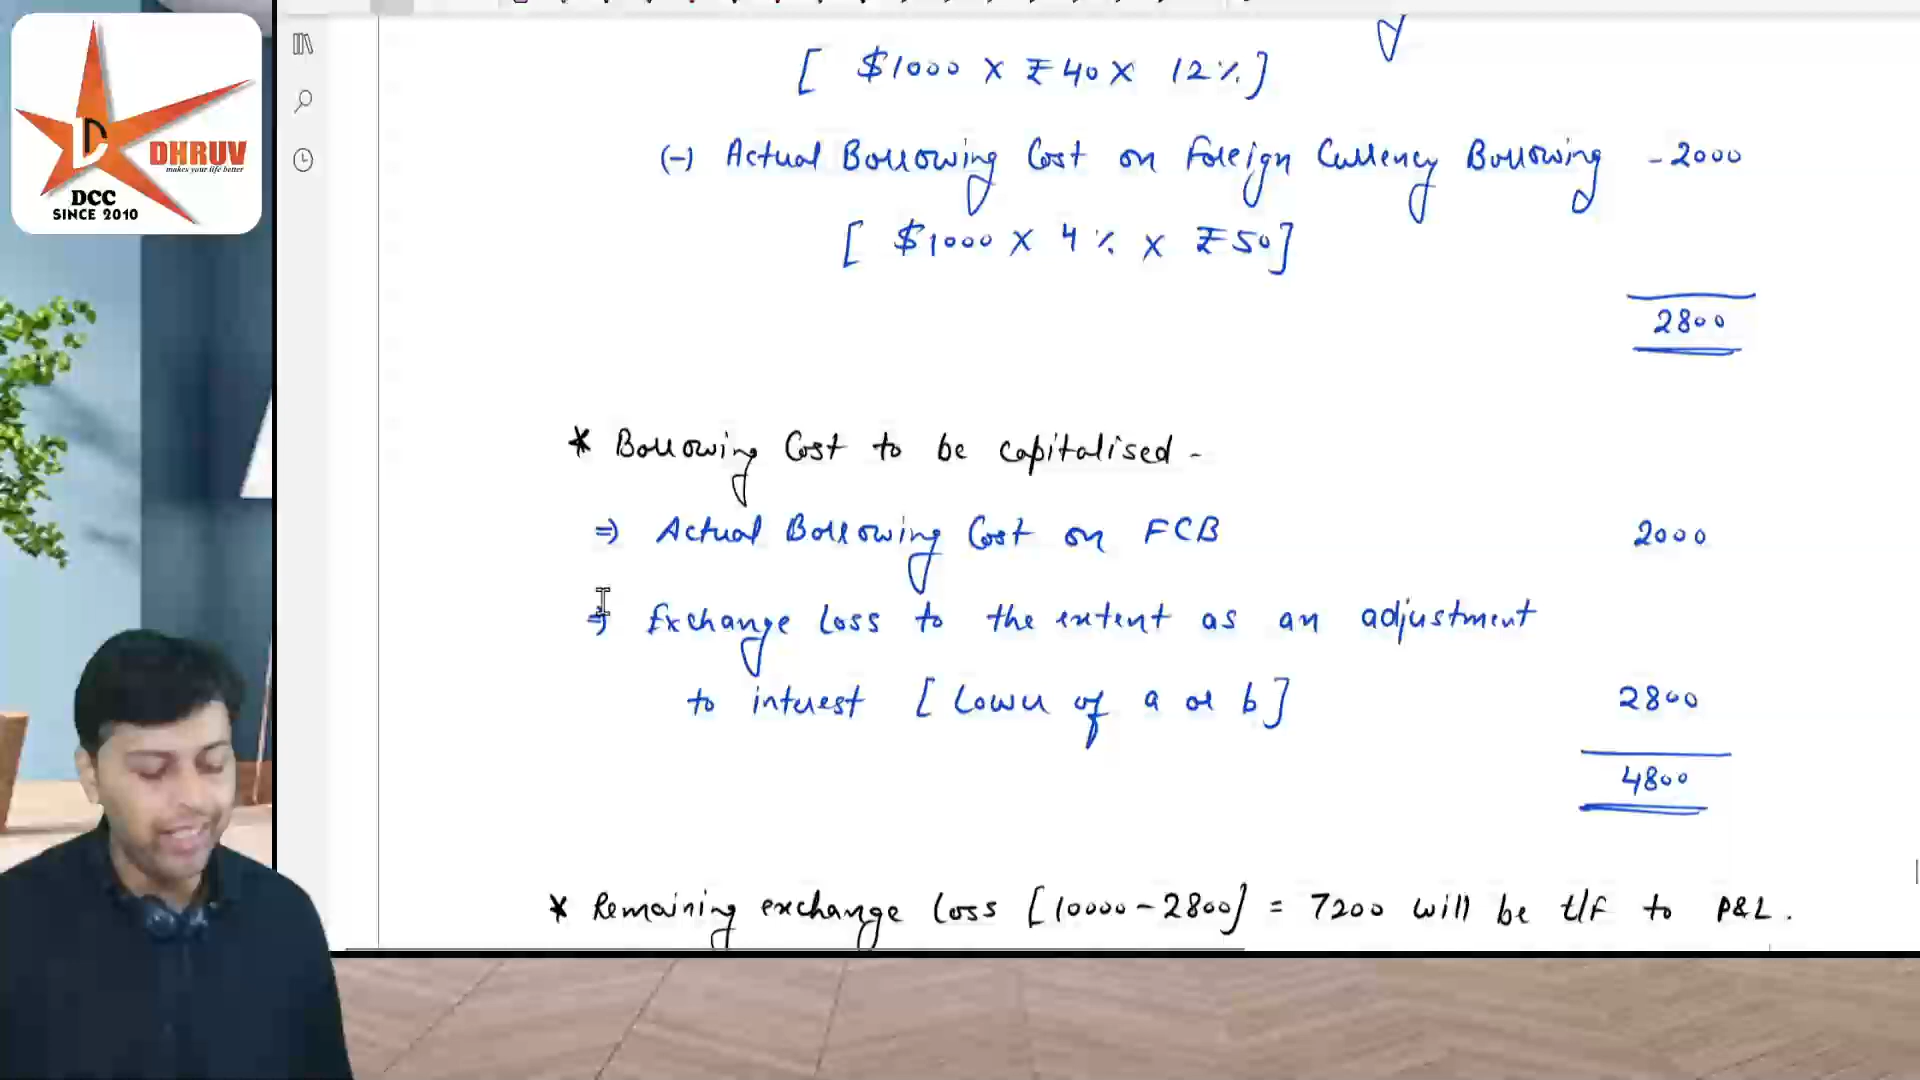 DHRUV
makes your life better
DCC
SINCE 2010
[ $1000 X ₹40 X 12% ]
(-) Actual Borrowing Cost on Foreign Currency Borrowing - 2000
[ $1000 X 4% X ₹50 ]
2800
* Borrowing Cost to be capitalised -
⇒ Actual Borrowing Cost on FCB 2000
⇒ Exchange Loss to the extent as an adjustment
to interest [ Lower of a or b ] 2800
4800
* Remaining exchange loss [10000-2800] = 7200 will be t/f to P&L.